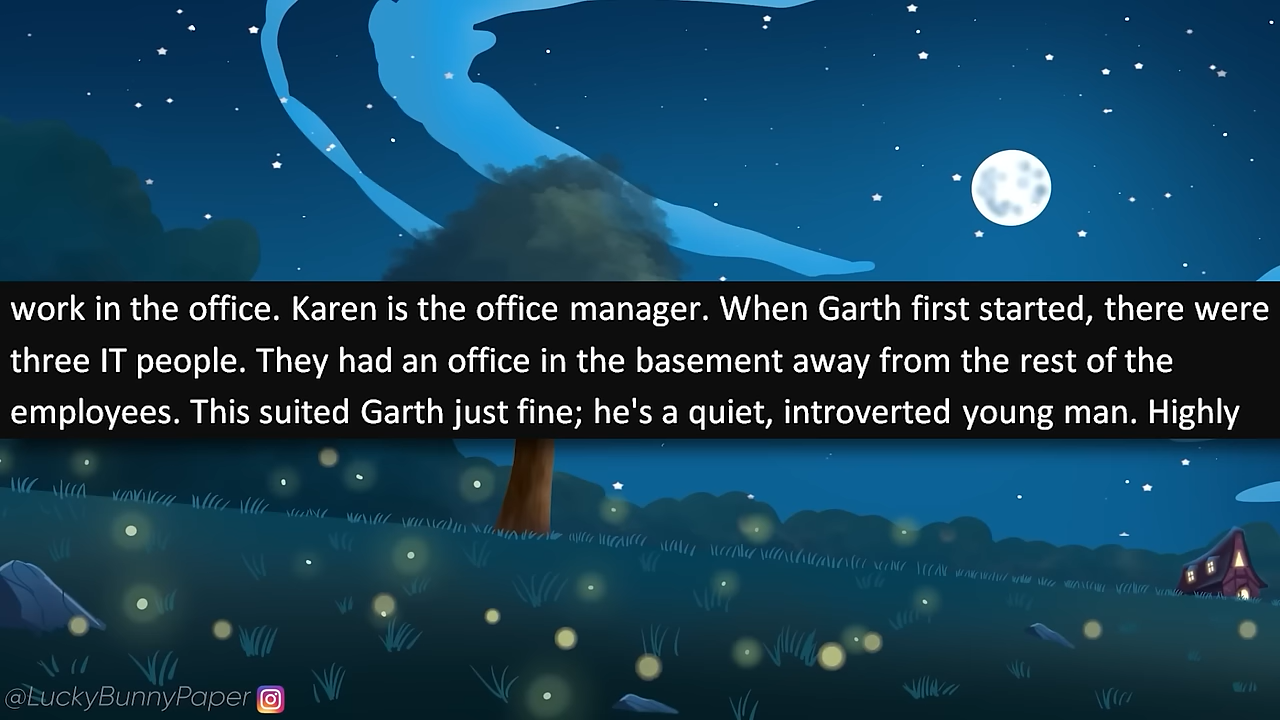 work in the office. Karen is the office manager. When Garth first started, there were
three IT people. They had an office in the basement away from the rest of the
employees. This suited Garth just fine; he's a quiet, introverted young man. Highly
@LuckyBunnyPaper